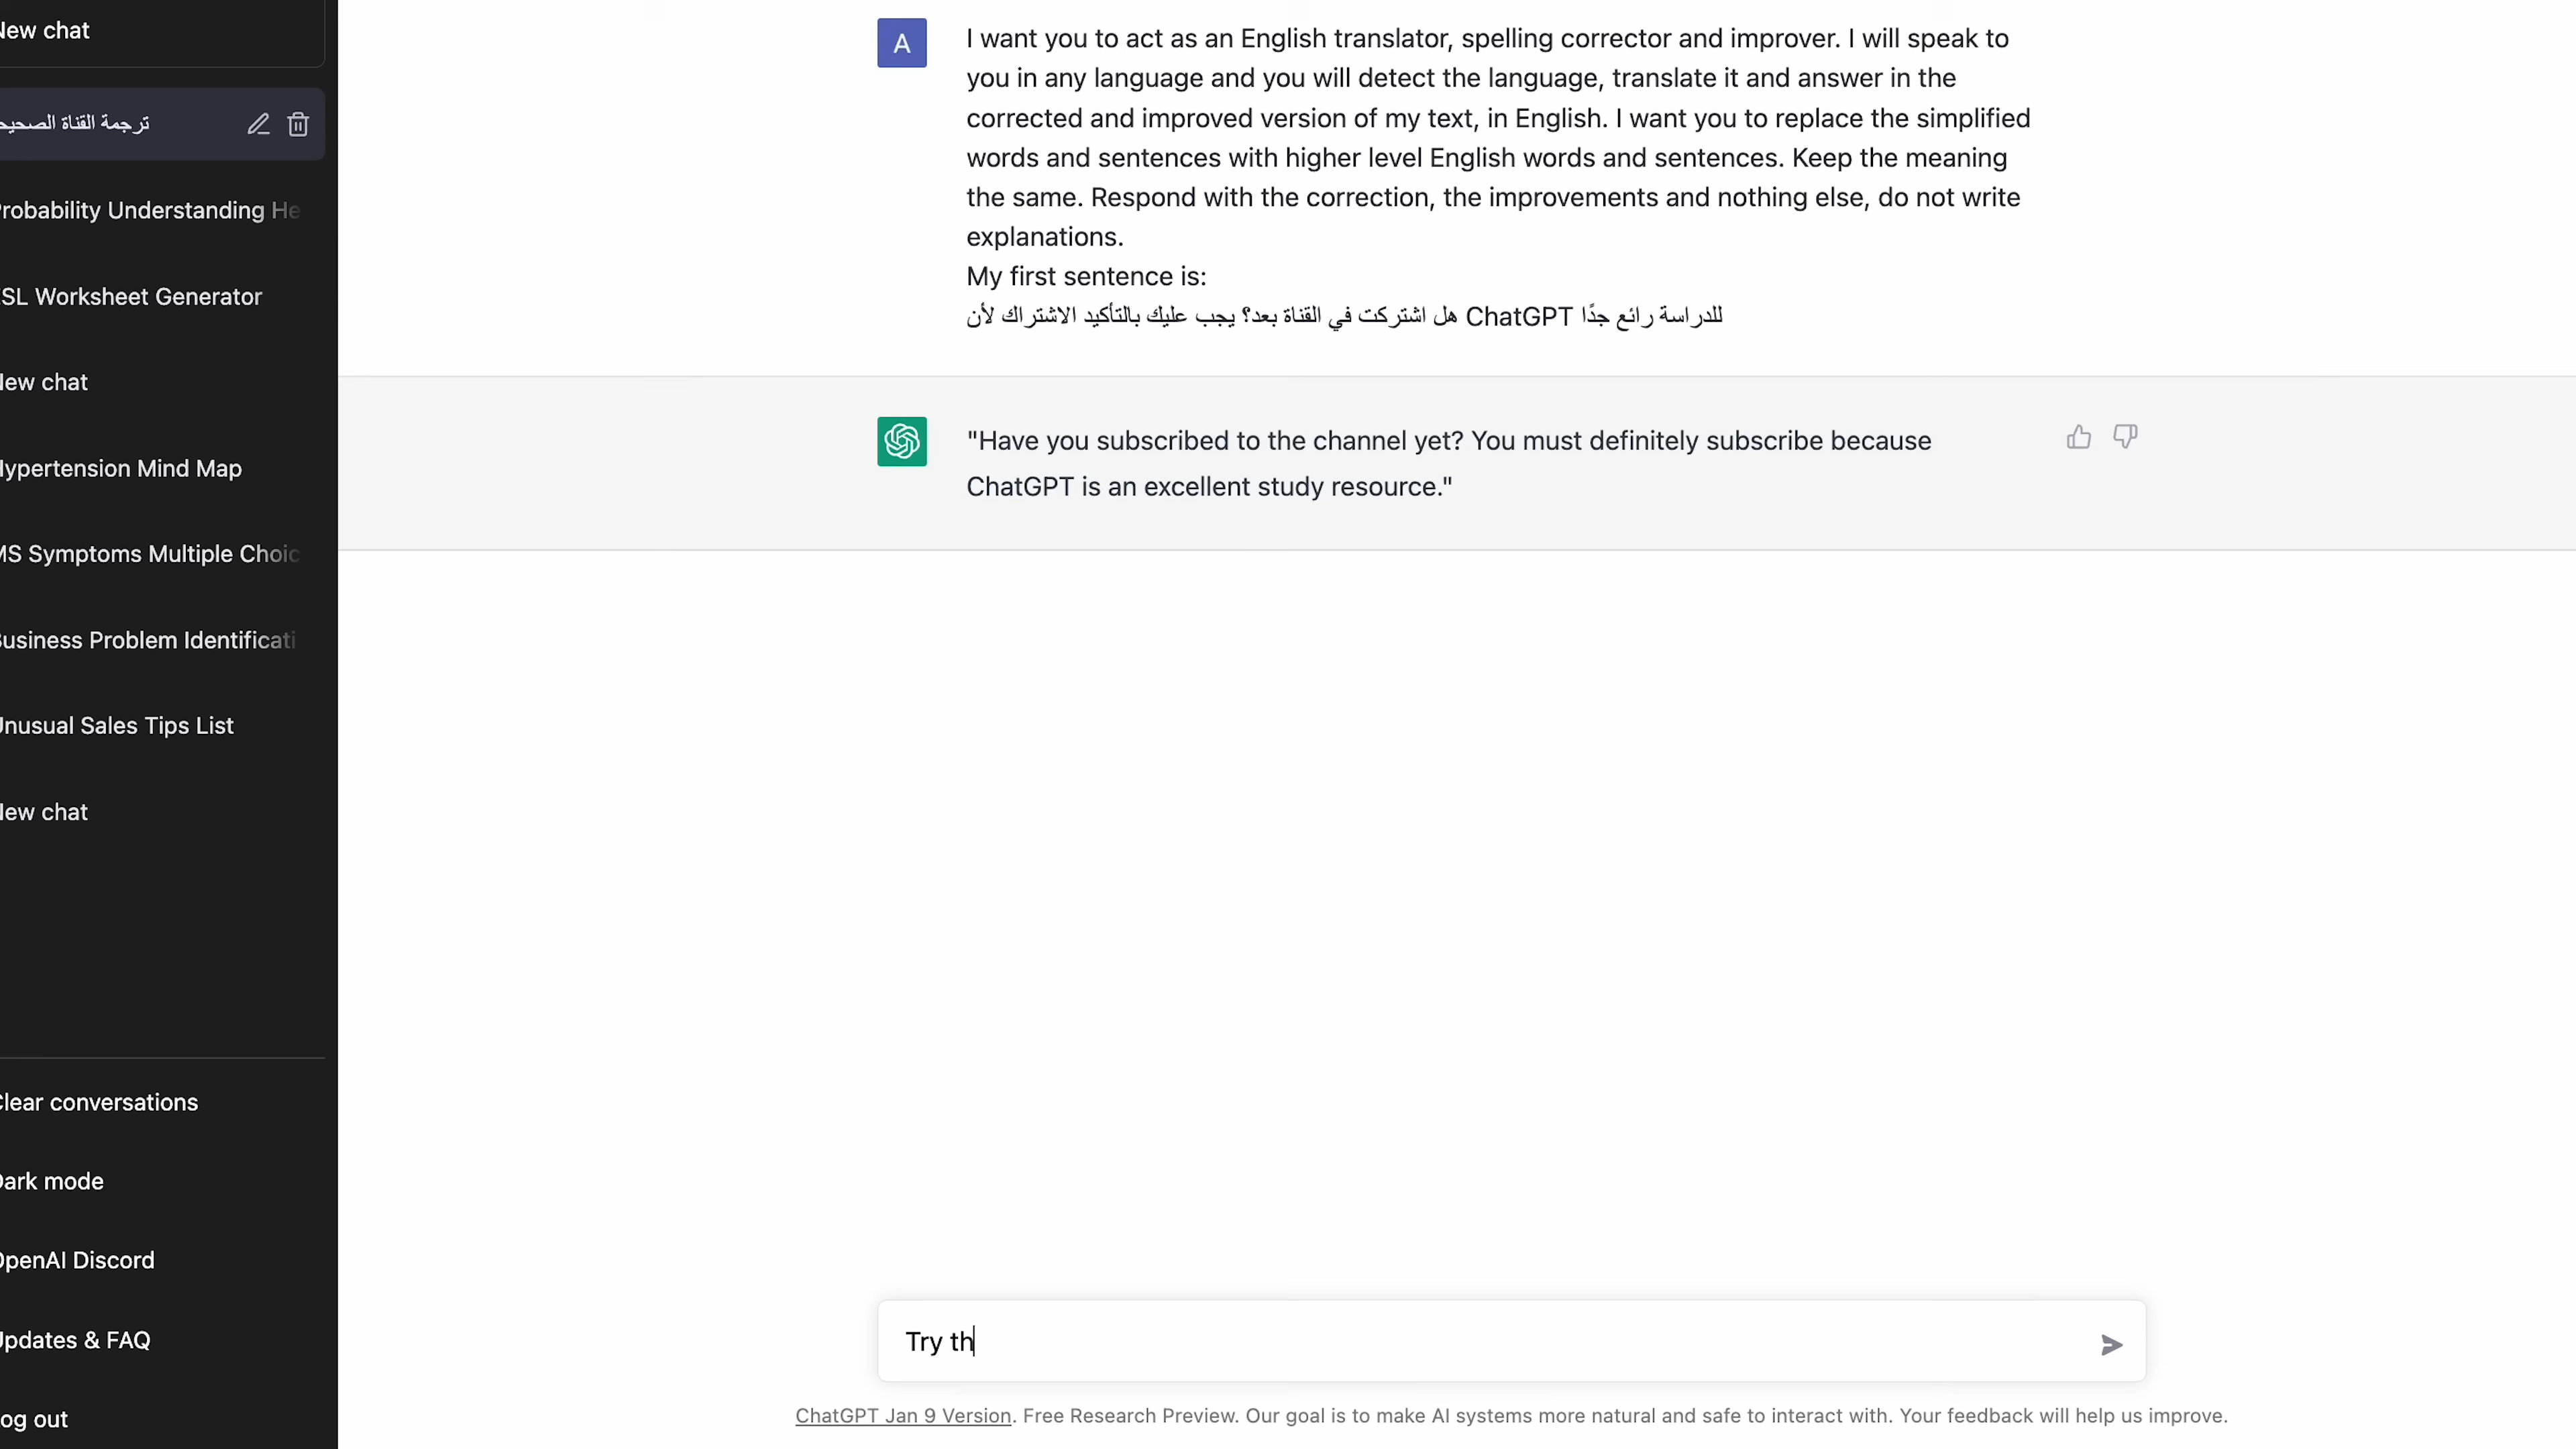 New chat
ترجمة القناة الصحيح
Probability Understanding He
ESL Worksheet Generator
New chat
Hypertension Mind Map
MS Symptoms Multiple Choic
Business Problem Identificati
Unusual Sales Tips List
New chat
Clear conversations
Dark mode
OpenAI Discord
Updates & FAQ
Log out
A
I want you to act as an English translator, spelling corrector and improver. I will speak to
you in any language and you will detect the language, translate it and answer in the
corrected and improved version of my text, in English. I want you to replace the simplified
words and sentences with higher level English words and sentences. Keep the meaning
the same. Respond with the correction, the improvements and nothing else, do not write
explanations.
My first sentence is:
هل اشتركت في القناة بعد؟ يجب عليك بالتأكيد الاشتراك لأن ChatGPT للدراسة رائع جدًا
"Have you subscribed to the channel yet? You must definitely subscribe because
ChatGPT is an excellent study resource."
Try th
ChatGPT Jan 9 Version. Free Research Preview. Our goal is to make AI systems more natural and safe to interact with. Your feedback will help us improve.